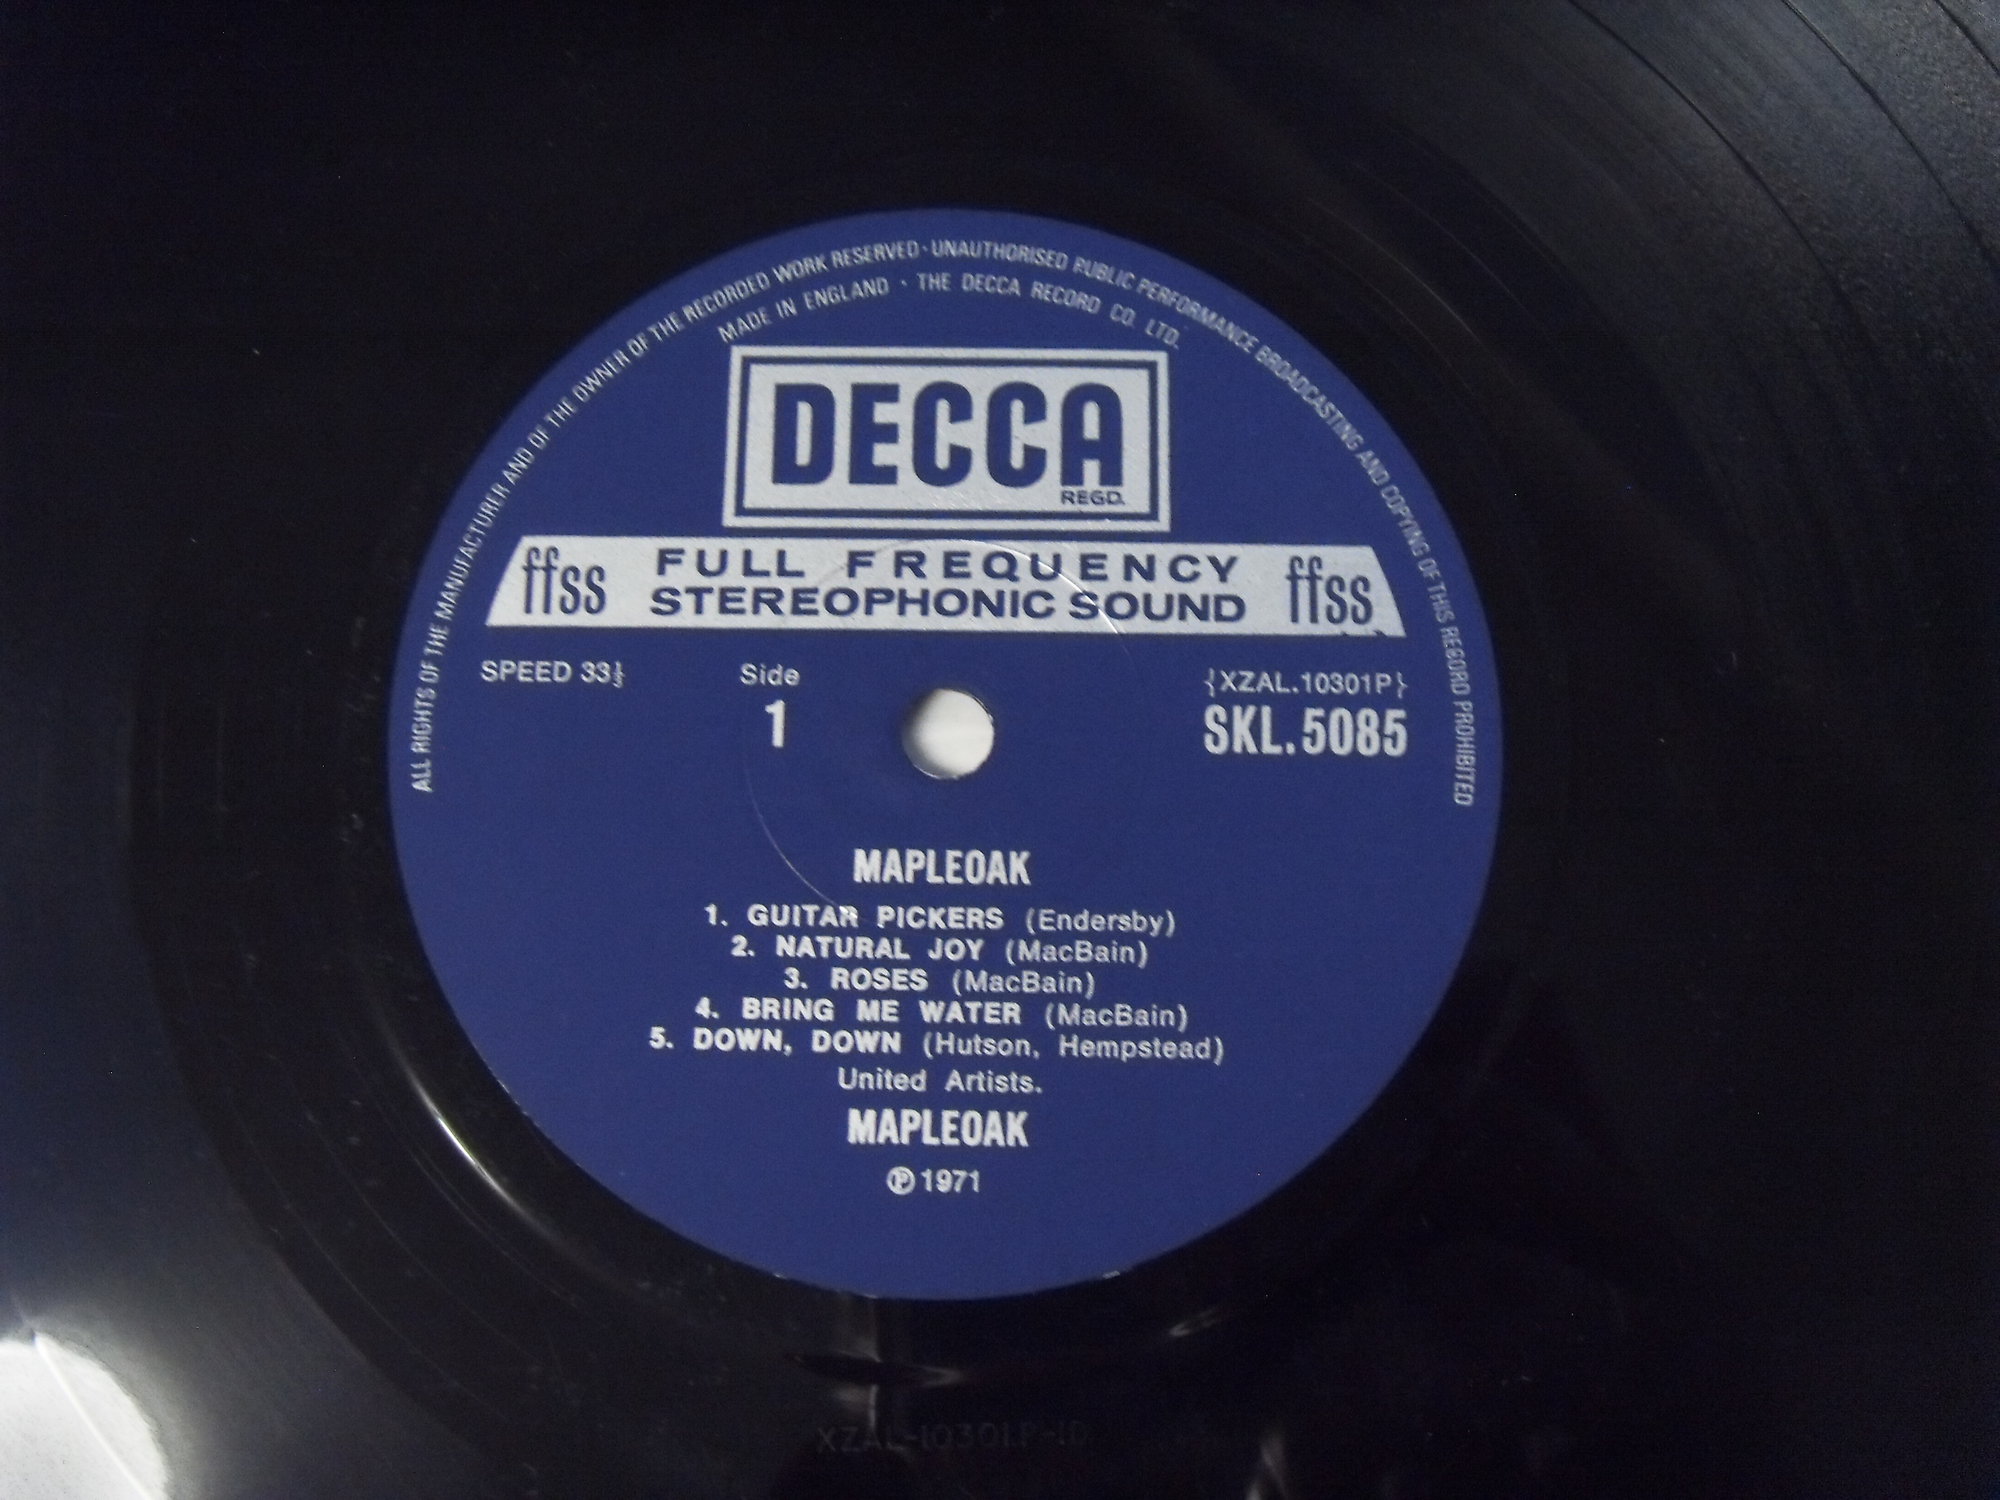 ALL RIGHTS OF THE MANUFACTURER AND OF THE OWNER OF THE RECORDED WORK RESERVED · UNAUTHORISED PUBLIC PERFORMANCE BROADCASTING AND COPYING OF THIS RECORD PROHIBITED
MADE IN ENGLAND · THE DECCA RECORD CO. LTD.
DECCA
REGD.
ffss FULL FREQUENCY STEREOPHONIC SOUND ffss
SPEED 33⅓ Side 1 {XZAL.10301P}
SKL.5085
MAPLEOAK
1. GUITAR PICKERS (Endersby)
2. NATURAL JOY (MacBain)
3. ROSES (MacBain)
4. BRING ME WATER (MacBain)
5. DOWN, DOWN (Hutson, Hempstead)
United Artists.
MAPLEOAK
℗ 1971